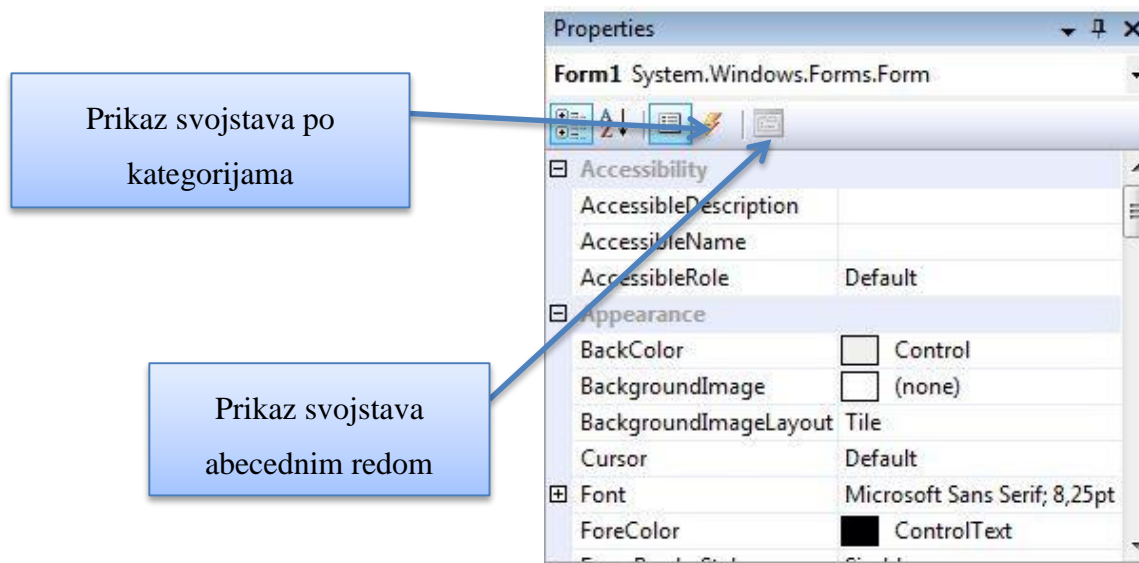 Properties
Form1 System.Windows.Forms.Form
Prikaz svojstava po
kategorijama
Accessibility
AccessibleDescription
AccessibleName
AccessibleRole Default
Appearance
BackColor Control
BackgroundImage (none)
BackgroundImageLayout Tile
Cursor Default
Font Microsoft Sans Serif; 8,25pt
ForeColor ControlText
Prikaz svojstava
abecednim redom